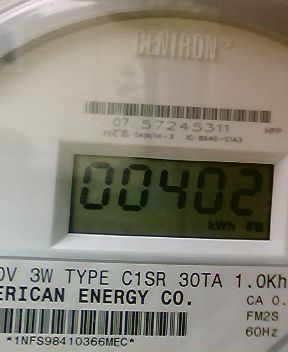 CENTRON
07 57245311
HPP
00402
kWh
0V 3W TYPE C1SR 30TA 1.0Kh
ERICAN ENERGY CO.
CA 0.
FM2S
60Hz
*1NFS98410366MEC*